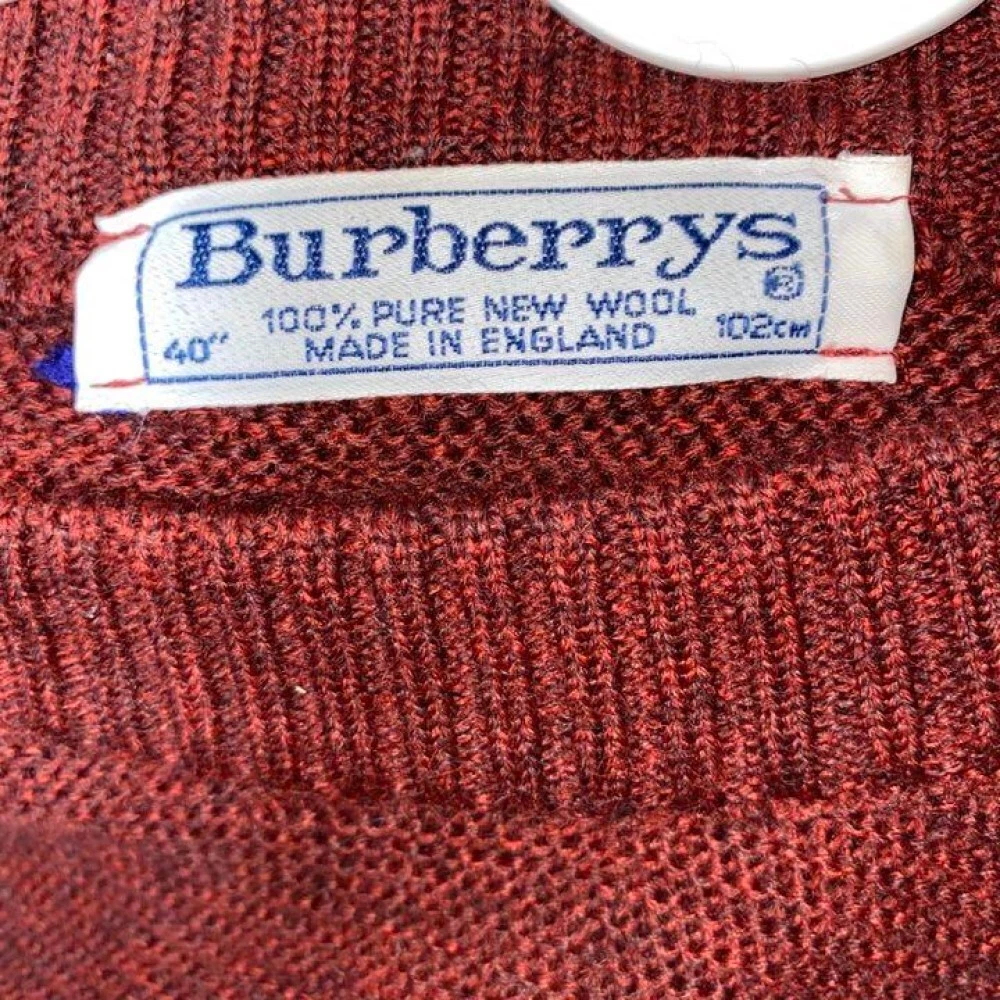 Burberrys
®
100% PURE NEW WOOL
40" MADE IN ENGLAND 102cm